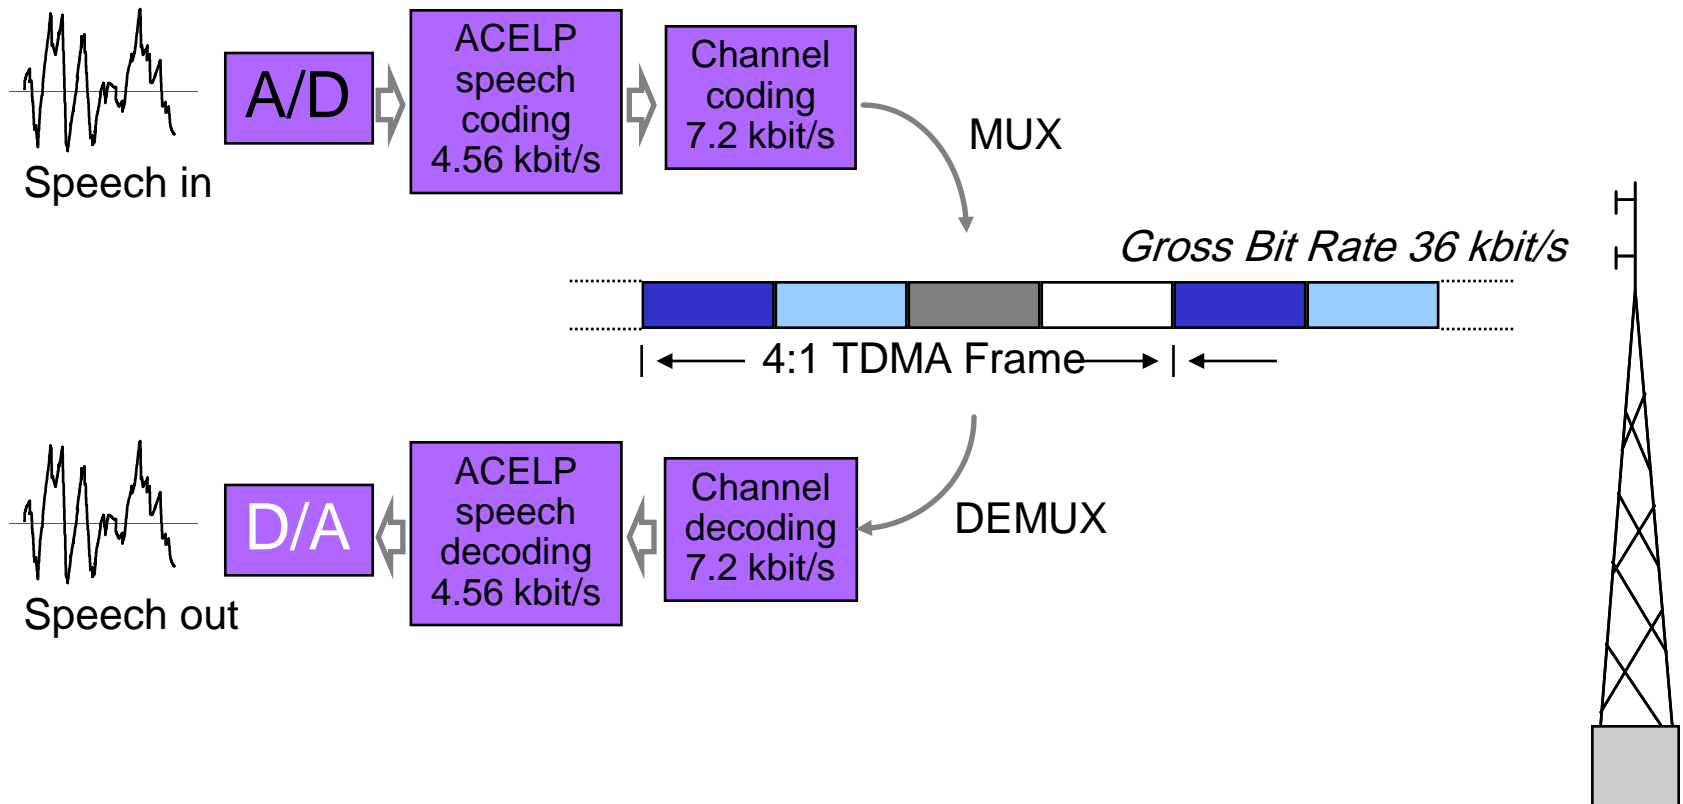 Speech in
A/D
ACELP
speech
coding
4.56 kbit/s
Channel
coding
7.2 kbit/s
MUX
Gross Bit Rate 36 kbit/s
4:1 TDMA Frame
Speech out
D/A
ACELP
speech
decoding
4.56 kbit/s
Channel
decoding
7.2 kbit/s
DEMUX